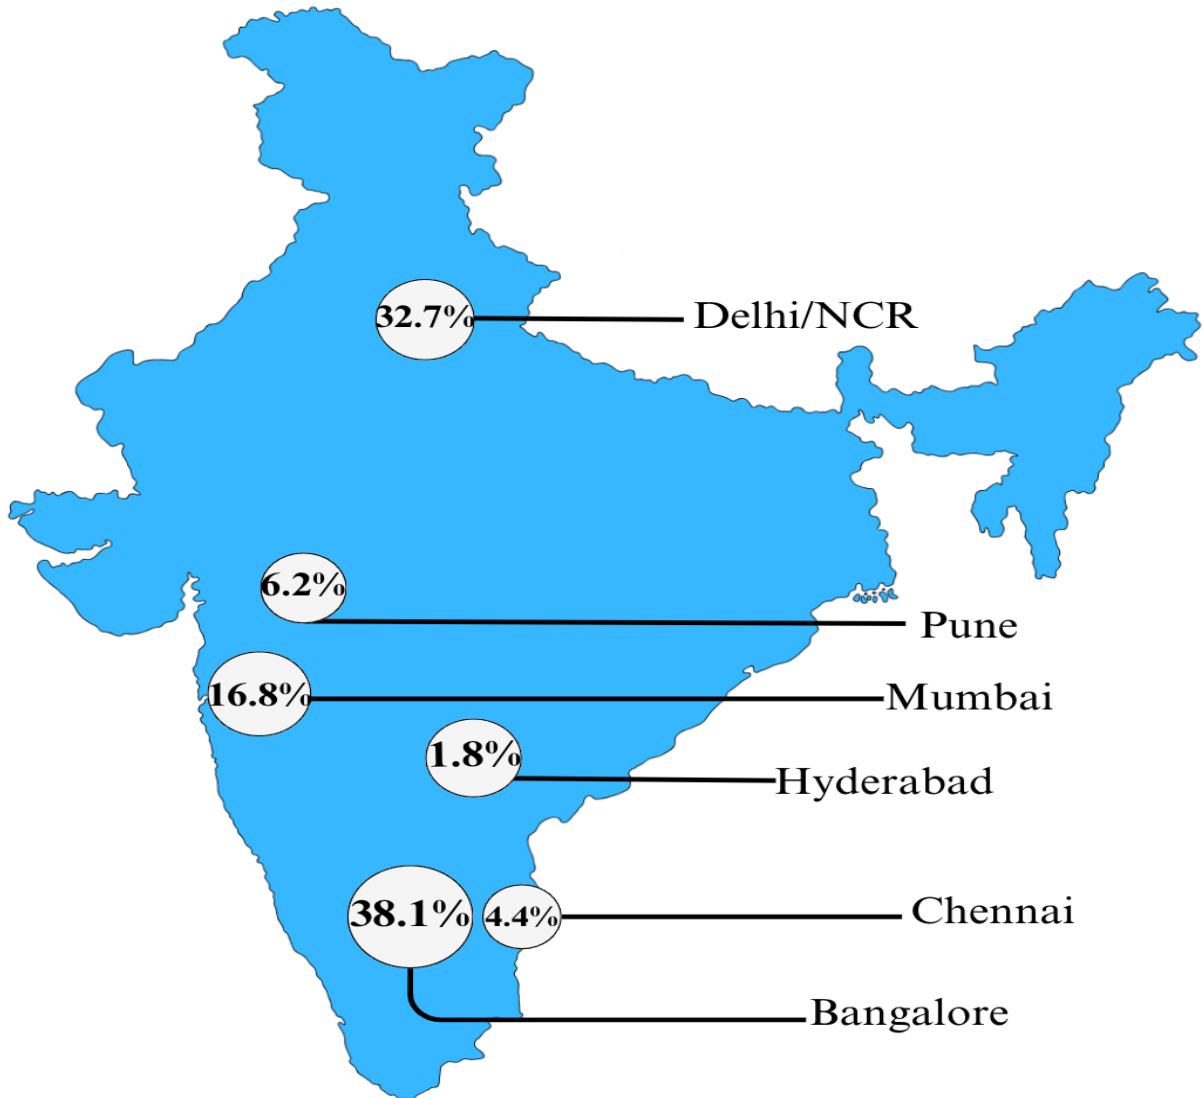 32.7% Delhi/NCR
6.2% Pune
16.8% Mumbai
1.8% Hyderabad
38.1% 4.4% Chennai
Bangalore